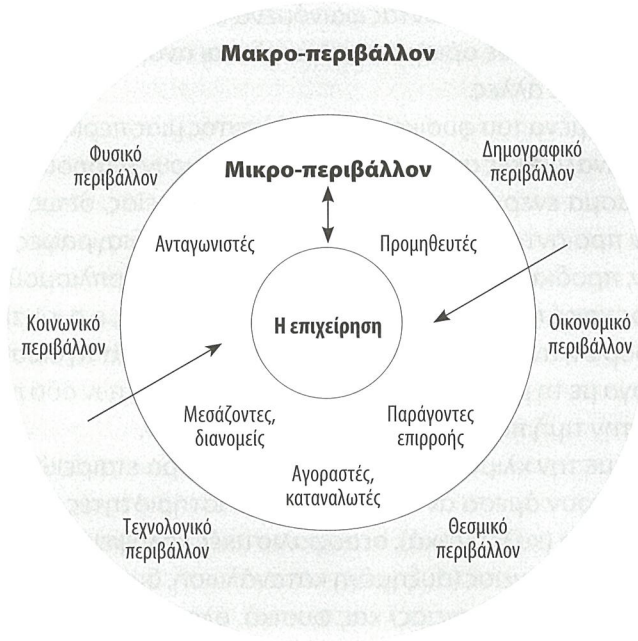 Μακρο-περιβάλλον
Φυσικό
περιβάλλον
Δημογραφικό
περιβάλλον
Μικρο-περιβάλλον
Ανταγωνιστές
Προμηθευτές
Κοινωνικό
περιβάλλον
Η επιχείρηση
Οικονομικό
περιβάλλον
Μεσάζοντες,
διανομείς
Παράγοντες
επιρροής
Αγοραστές,
καταναλωτές
Τεχνολογικό
περιβάλλον
Θεσμικό
περιβάλλον